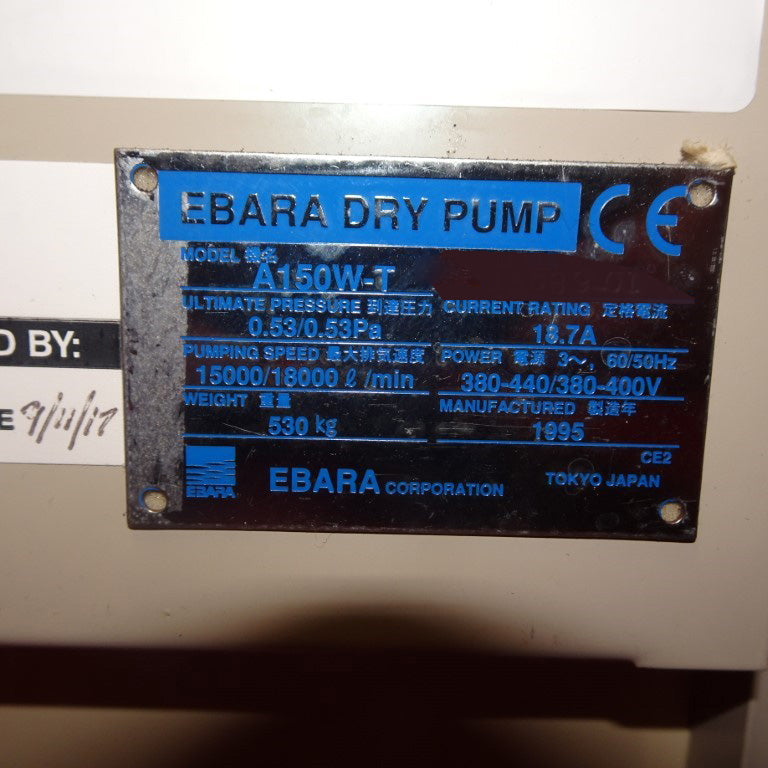 EBARA DRY PUMP CE
MODEL 機名
A150W-T
ULTIMATE PRESSURE 到達圧力 CURRENT RATING 定格電流
0.53/0.53Pa 18.7A
PUMPING SPEED 最大排気速度 POWER 電源 3～, 60/50Hz
15000/18000 ℓ/min 380-440/380-400V
WEIGHT 重量 MANUFACTURED 製造年
530 kg 1995
CE2
EBARA EBARA CORPORATION TOKYO JAPAN
D BY:
E 9/11/17